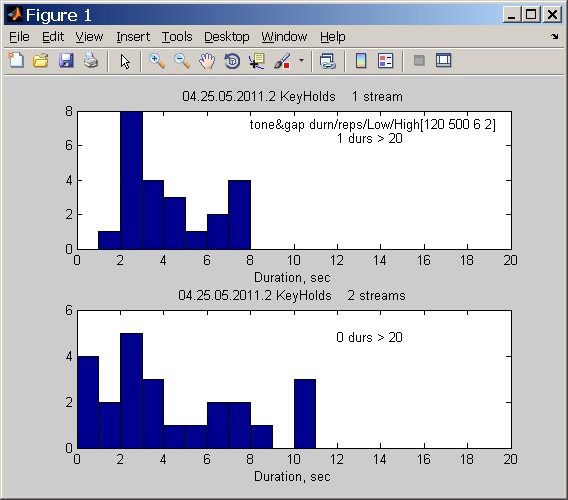 Figure 1
File Edit View Insert Tools Desktop Window Help
04.25.05.2011.2 KeyHolds 1 stream
tone&gap durn/reps/Low/High[120 500 6 2]
1 durs > 20
8
6
4
2
0
0 2 4 6 8 10 12 14 16 18 20
Duration, sec
04.25.05.2011.2 KeyHolds 2 streams
0 durs > 20
6
4
2
0
0 2 4 6 8 10 12 14 16 18 20
Duration, sec